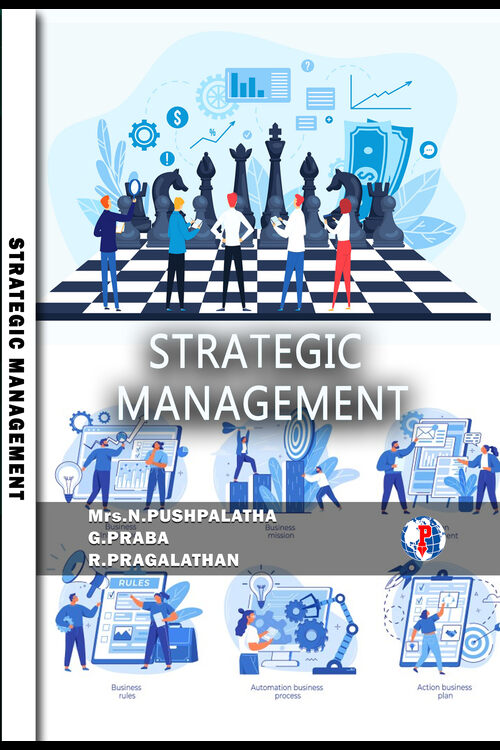 STRATEGIC MANAGEMENT
STRATEGIC
MANAGEMENT
Business
mission
Mrs.N.PUSHPALATHA
G.PRABA
R.PRAGALATHAN
P
RULES
Business
rules
Automation business
process
Action business
plan